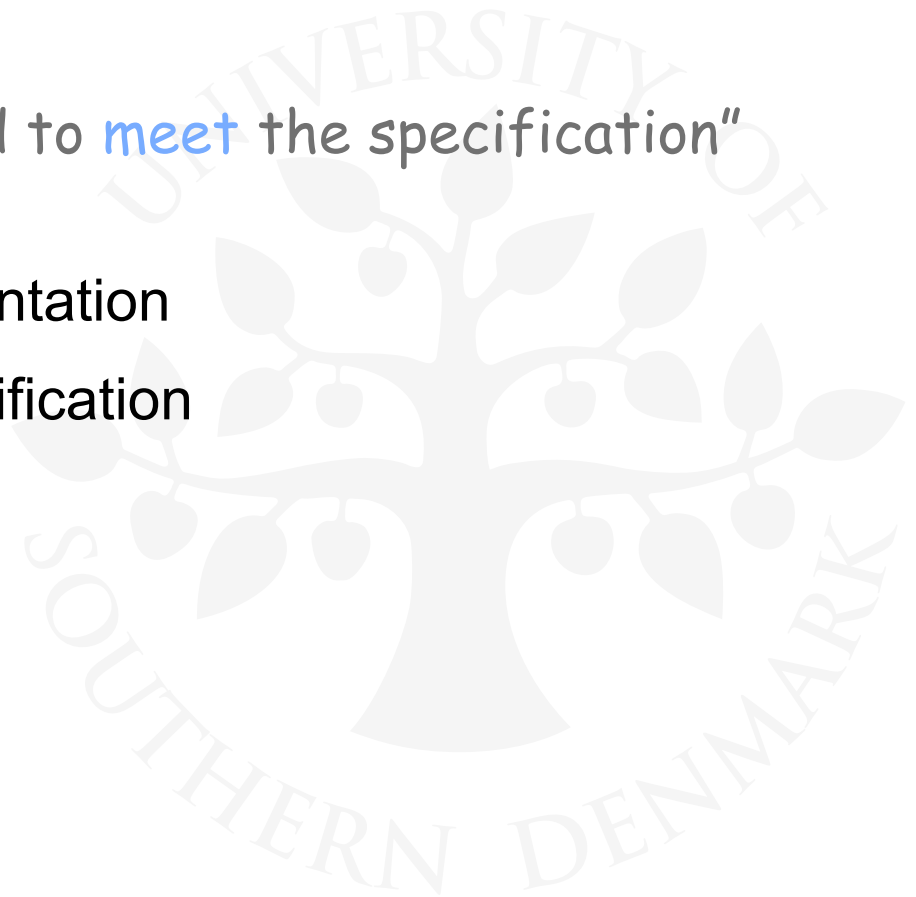 UNIVERSITY OF
l to meet the specification”
ntation
ification
SOUTHERN DENMARK